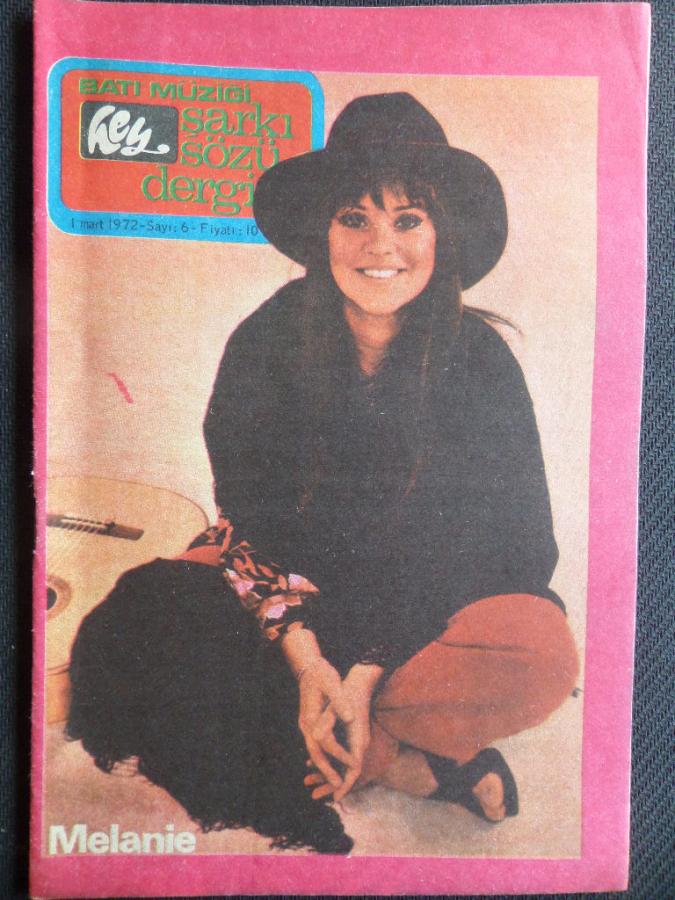 BATI MÜZİĞİ
hey.
şarkı
sözü
dergi
1 mart 1972-Sayı: 6- Fiyatı: 10
Melanie